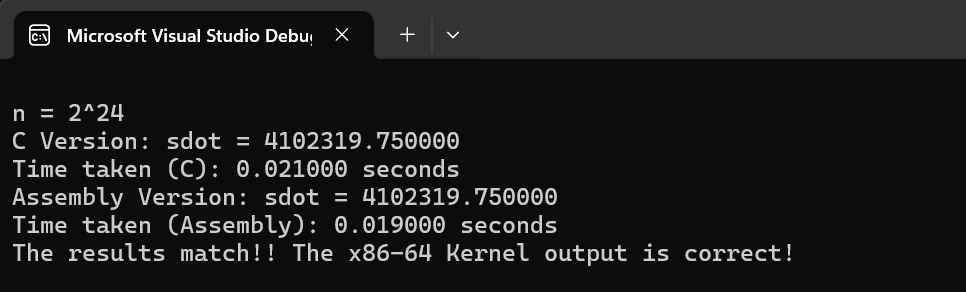 Microsoft Visual Studio Debu
n = 2^24
C Version: sdot = 4102319.750000
Time taken (C): 0.021000 seconds
Assembly Version: sdot = 4102319.750000
Time taken (Assembly): 0.019000 seconds
The results match!! The x86-64 Kernel output is correct!